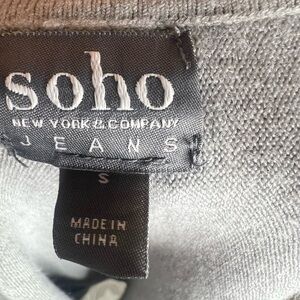 soho
NEW YORK & COMPANY
JEANS
S
MADE IN
CHINA